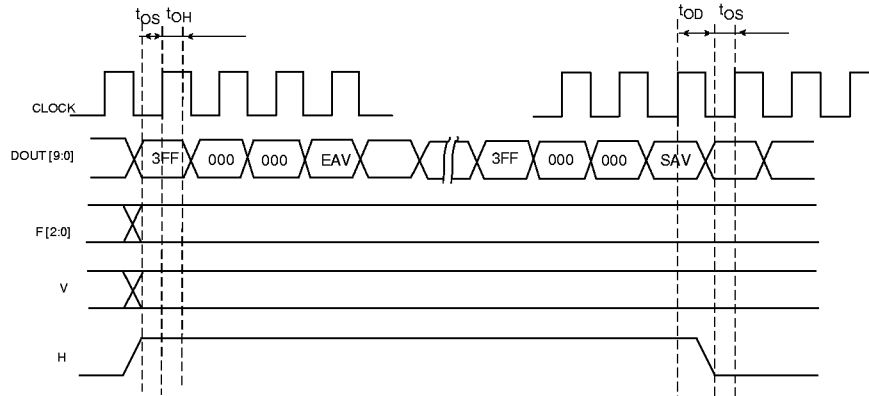 tOS tOH tOD tOS
CLOCK
DOUT [9:0] 3FF 000 000 EAV 3FF 000 000 SAV
F [2:0]
V
H